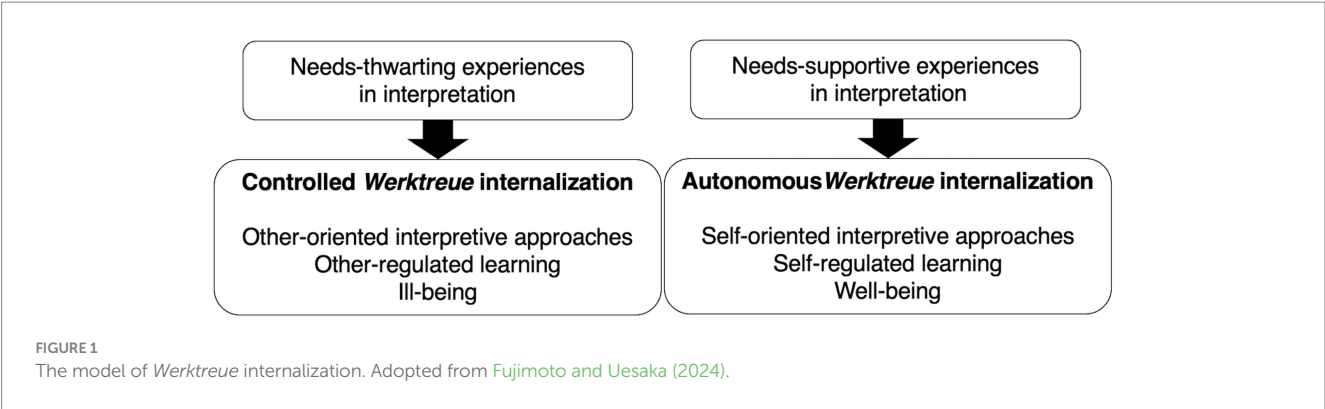 Needs-thwarting experiences
in interpretation
Needs-supportive experiences
in interpretation
Controlled Werktreue internalization
Other-oriented interpretive approaches
Other-regulated learning
Ill-being
Autonomous Werktreue internalization
Self-oriented interpretive approaches
Self-regulated learning
Well-being
FIGURE 1
The model of Werktreue internalization. Adopted from Fujimoto and Uesaka (2024).